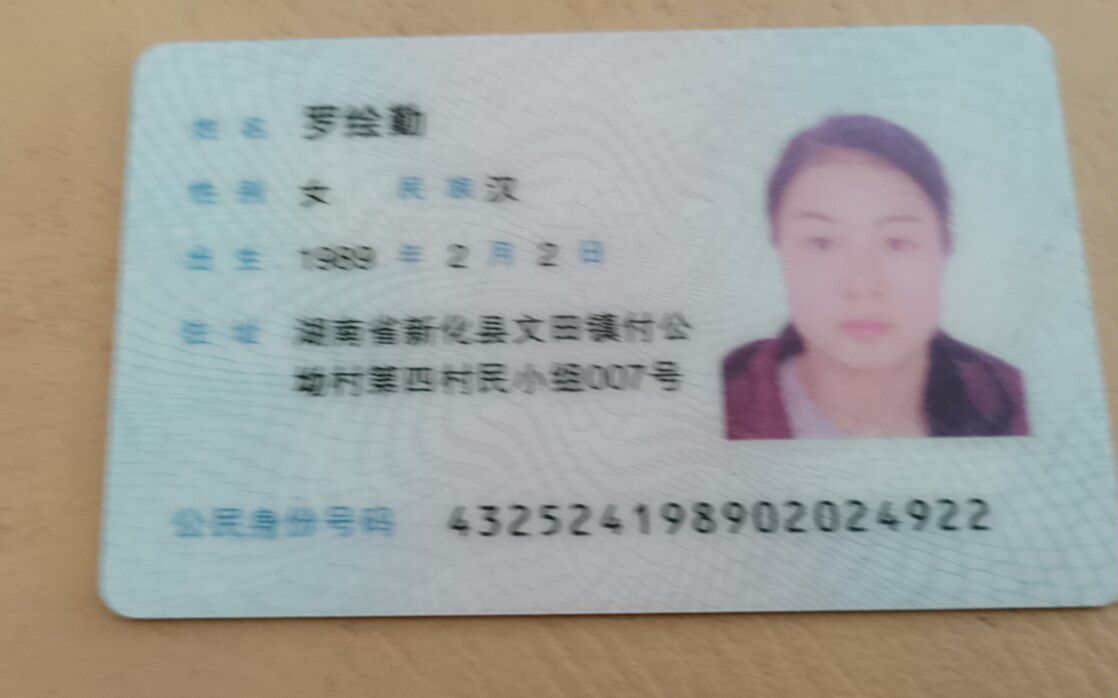 姓名 罗绘勤
性别 女 民族 汉
出生 1989 年 2 月 2 日
住址 湖南省新化县文田镇付公
坳村第四村民小组007号
公民身份号码 432524198902024922